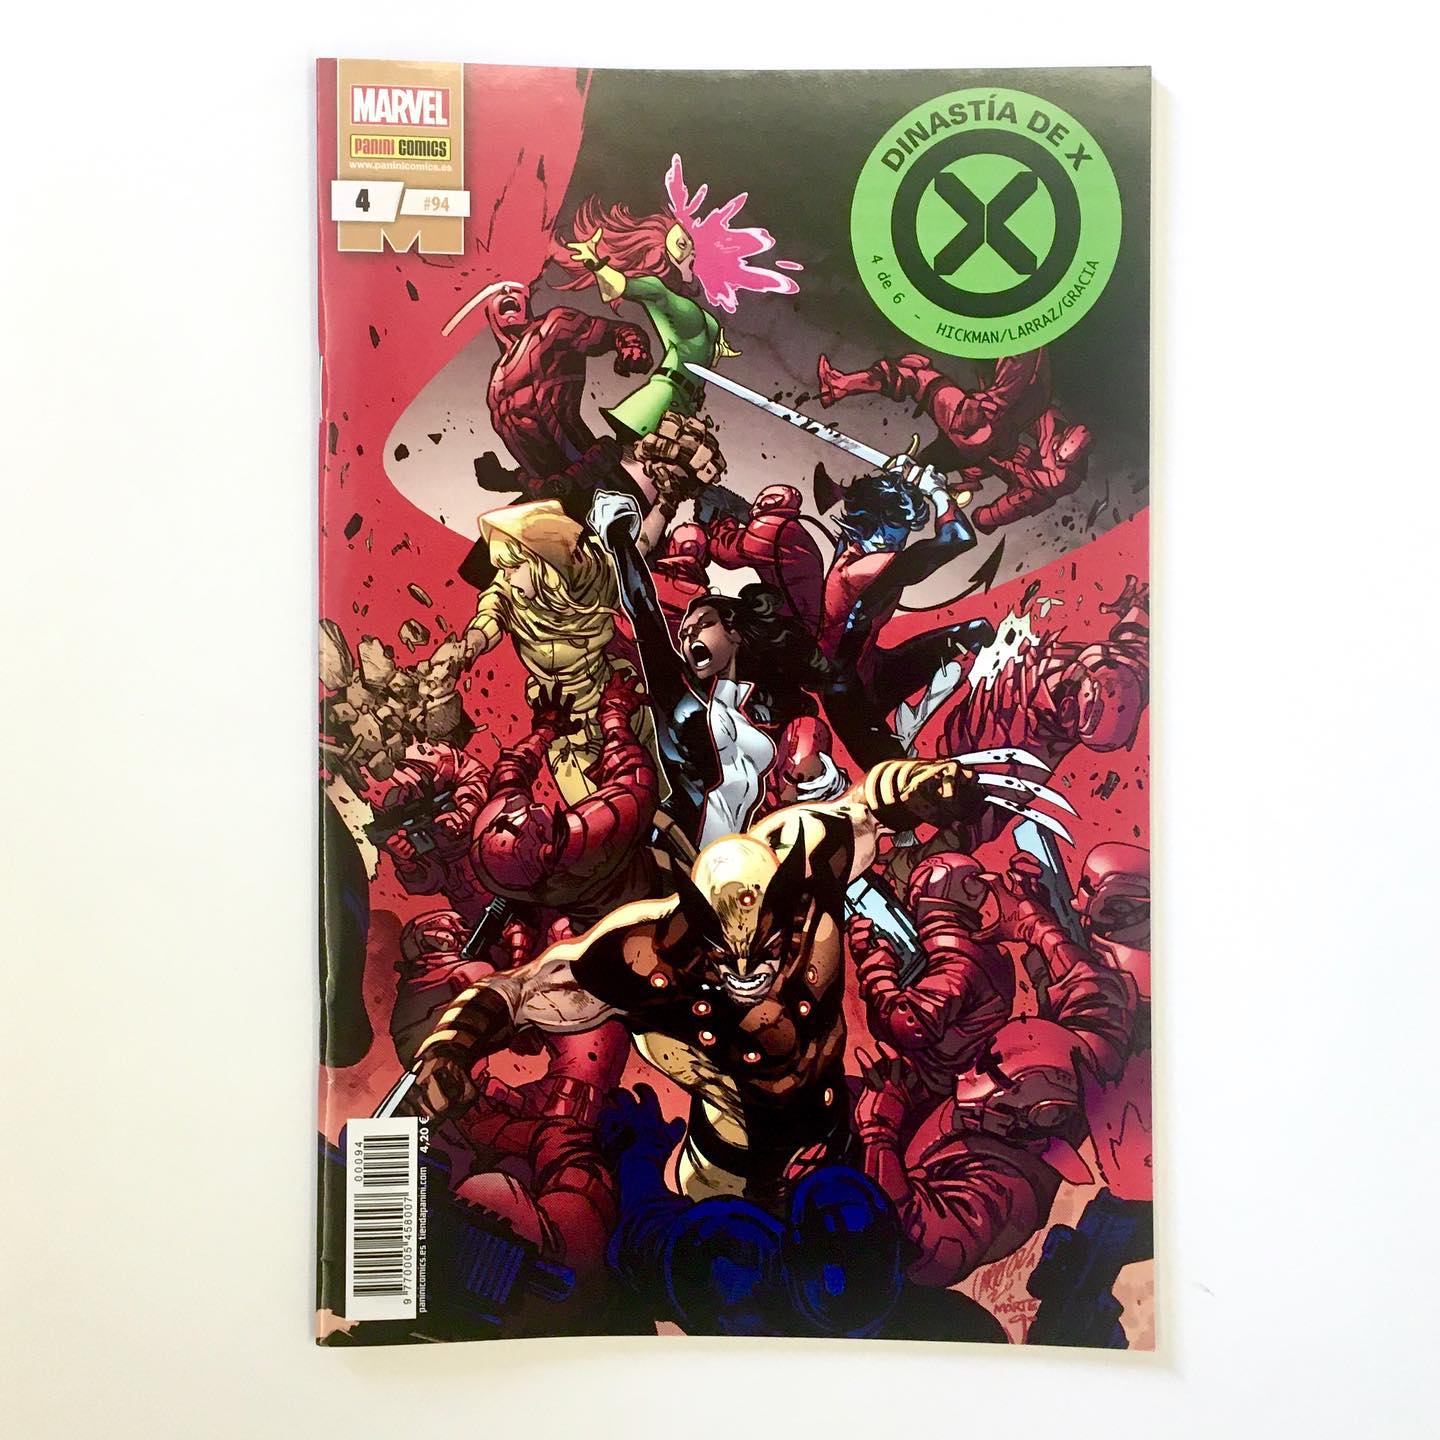 MARVEL
PANINI COMICS
www.paninicomics.es
4
#94
DINASTÍA DE X
4 de 6 - HICKMAN/LARRAZ/GRACIA
00094
9 770005 458007
paninicomics.es tiendapanini.com 4,20 €